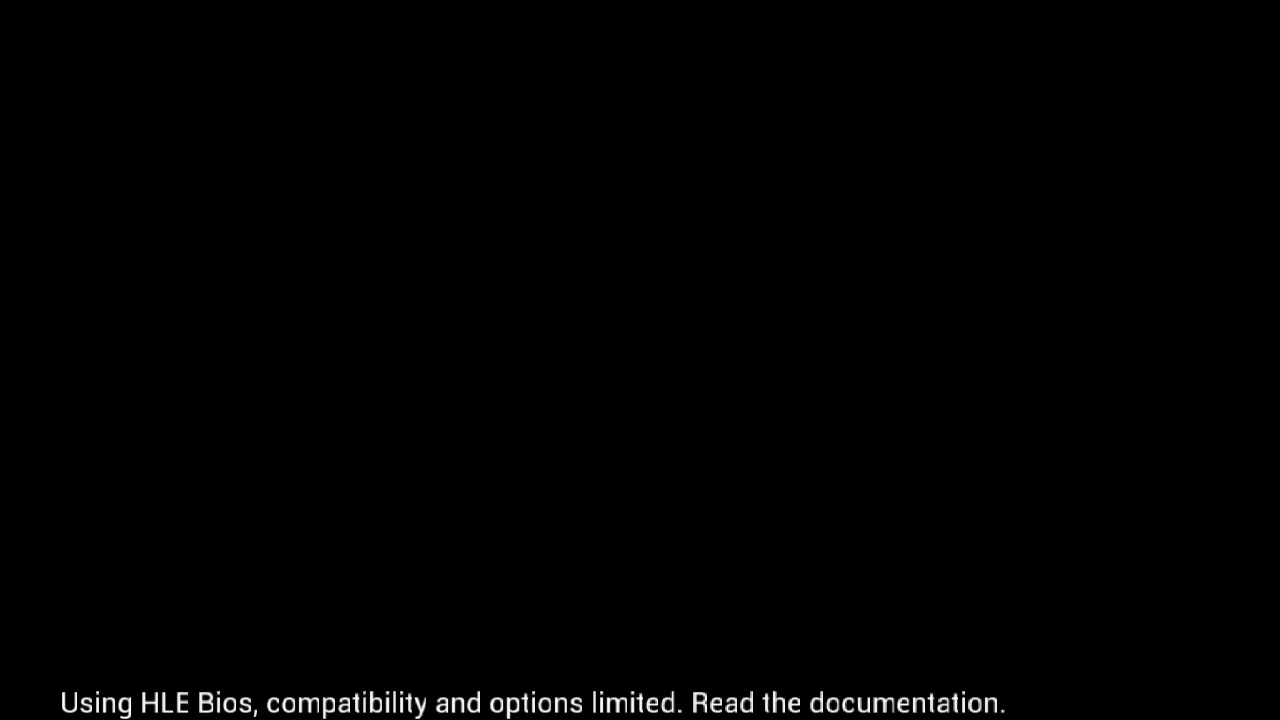 Using HLE Bios, compatibility and options limited. Read the documentation.